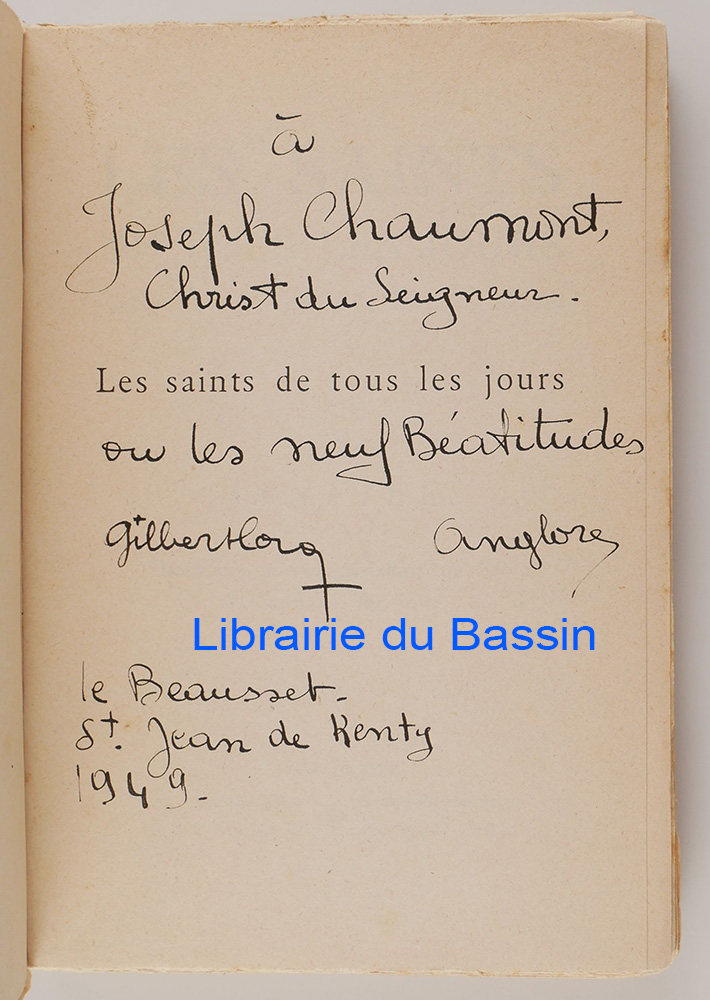 à
Joseph Chaumont,
Christ du Seigneur.
Les saints de tous les jours
ou les neuf Béatitudes
Anglore
Librairie du Bassin
le Beausset.
St. Jean de Kenty
1949.